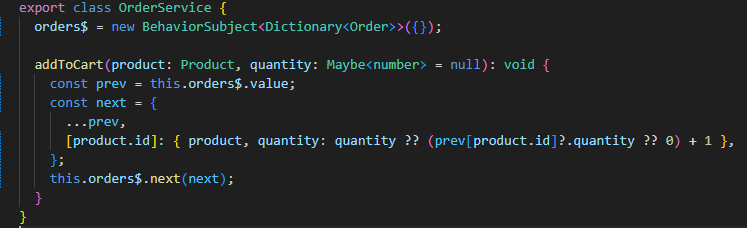 export class OrderService {
  orders$ = new BehaviorSubject<Dictionary<Order>>({});

  addToCart(product: Product, quantity: Maybe<number> = null): void {
    const prev = this.orders$.value;
    const next = {
      ...prev,
      [product.id]: { product, quantity: quantity ?? (prev[product.id]?.quantity ?? 0) + 1 },
    };
    this.orders$.next(next);
  }
}